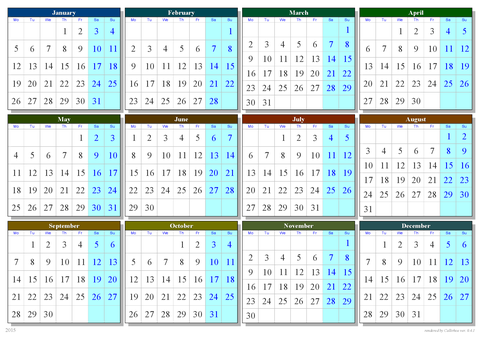 January
Mo Tu We Th Fr Sa Su
1 2 3 4
5 6 7 8 9 10 11
12 13 14 15 16 17 18
19 20 21 22 23 24 25
26 27 28 29 30 31
February
Mo Tu We Th Fr Sa Su
1
2 3 4 5 6 7 8
9 10 11 12 13 14 15
16 17 18 19 20 21 22
23 24 25 26 27 28
March
Mo Tu We Th Fr Sa Su
1
2 3 4 5 6 7 8
9 10 11 12 13 14 15
16 17 18 19 20 21 22
23 24 25 26 27 28 29
30 31
April
Mo Tu We Th Fr Sa Su
1 2 3 4 5
6 7 8 9 10 11 12
13 14 15 16 17 18 19
20 21 22 23 24 25 26
27 28 29 30
May
Mo Tu We Th Fr Sa Su
1 2 3
4 5 6 7 8 9 10
11 12 13 14 15 16 17
18 19 20 21 22 23 24
25 26 27 28 29 30 31
June
Mo Tu We Th Fr Sa Su
1 2 3 4 5 6 7
8 9 10 11 12 13 14
15 16 17 18 19 20 21
22 23 24 25 26 27 28
29 30
July
Mo Tu We Th Fr Sa Su
1 2 3 4 5
6 7 8 9 10 11 12
13 14 15 16 17 18 19
20 21 22 23 24 25 26
27 28 29 30 31
August
Mo Tu We Th Fr Sa Su
1 2
3 4 5 6 7 8 9
10 11 12 13 14 15 16
17 18 19 20 21 22 23
24 25 26 27 28 29 30
31
September
Mo Tu We Th Fr Sa Su
1 2 3 4 5 6
7 8 9 10 11 12 13
14 15 16 17 18 19 20
21 22 23 24 25 26 27
28 29 30
October
Mo Tu We Th Fr Sa Su
1 2 3 4
5 6 7 8 9 10 11
12 13 14 15 16 17 18
19 20 21 22 23 24 25
26 27 28 29 30 31
November
Mo Tu We Th Fr Sa Su
1
2 3 4 5 6 7 8
9 10 11 12 13 14 15
16 17 18 19 20 21 22
23 24 25 26 27 28 29
30
December
Mo Tu We Th Fr Sa Su
1 2 3 4 5 6
7 8 9 10 11 12 13
14 15 16 17 18 19 20
21 22 23 24 25 26 27
28 29 30 31